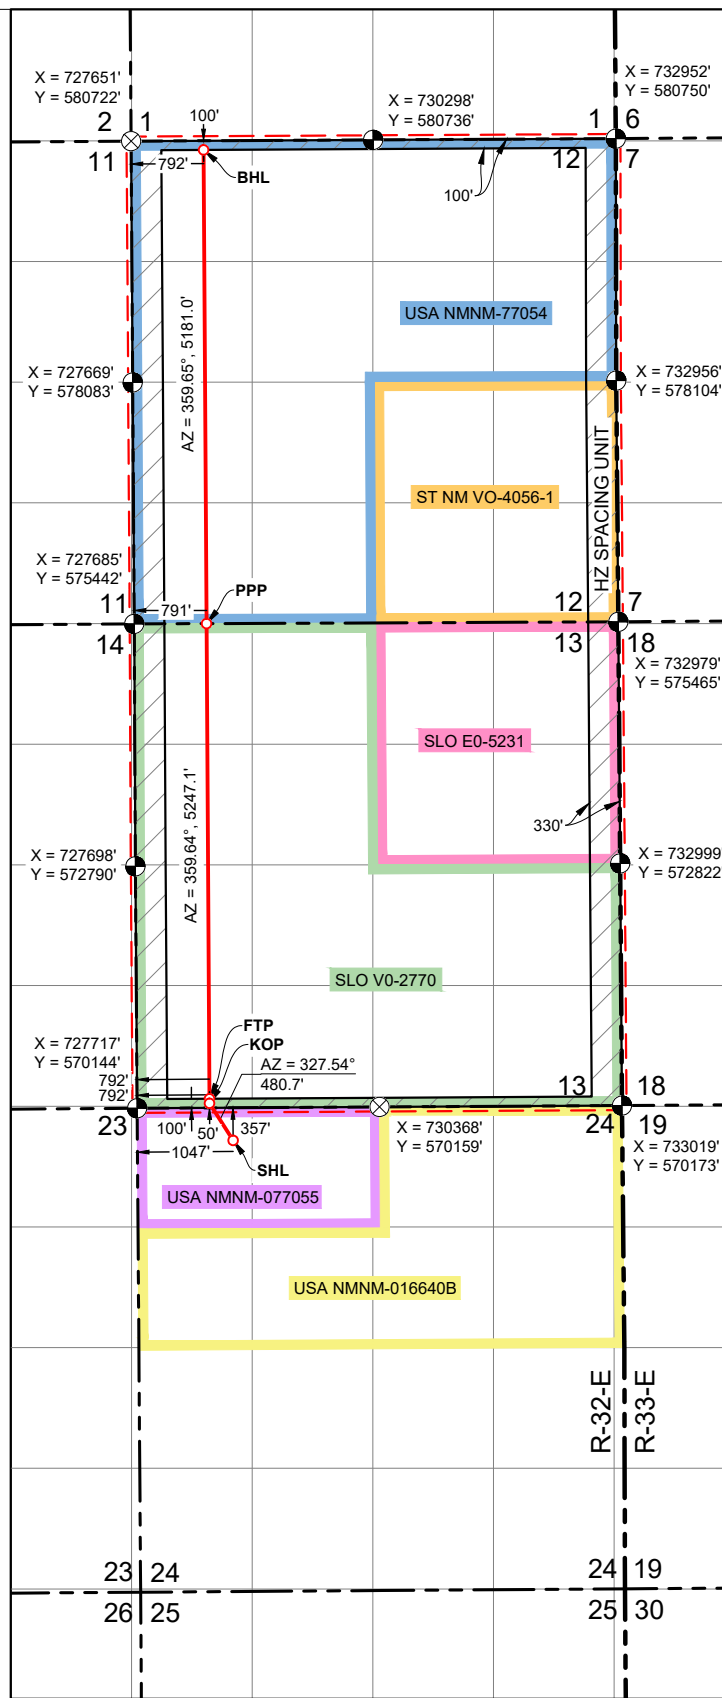 X = 727651'
Y = 580722'
X = 730298'
Y = 580736'
X = 732952'
Y = 580750'
100'
2 1
1 6
11
12 7
792'
BHL
100'
AZ = 359.65°, 5181.0'
USA NMNM-77054
X = 727669'
Y = 578083'
X = 732956'
Y = 578104'
HZ SPACING UNIT
ST NM VO-4056-1
X = 727685'
Y = 575442'
11
791'
PPP
12 7
14
13 18
X = 732979'
Y = 575465'
SLO E0-5231
AZ = 359.64°, 5247.1'
330'
X = 727698'
Y = 572790'
X = 732999'
Y = 572822'
SLO V0-2770
X = 727717'
Y = 570144'
FTP
KOP
792'
792'
AZ = 327.54°
480.7'
13 18
23
24 19
100'
50'
357'
1047'
SHL
X = 730368'
Y = 570159'
X = 733019'
Y = 570173'
USA NMNM-077055
USA NMNM-016640B
R-32-E
R-33-E
23 24
24 19
26 25
25 30